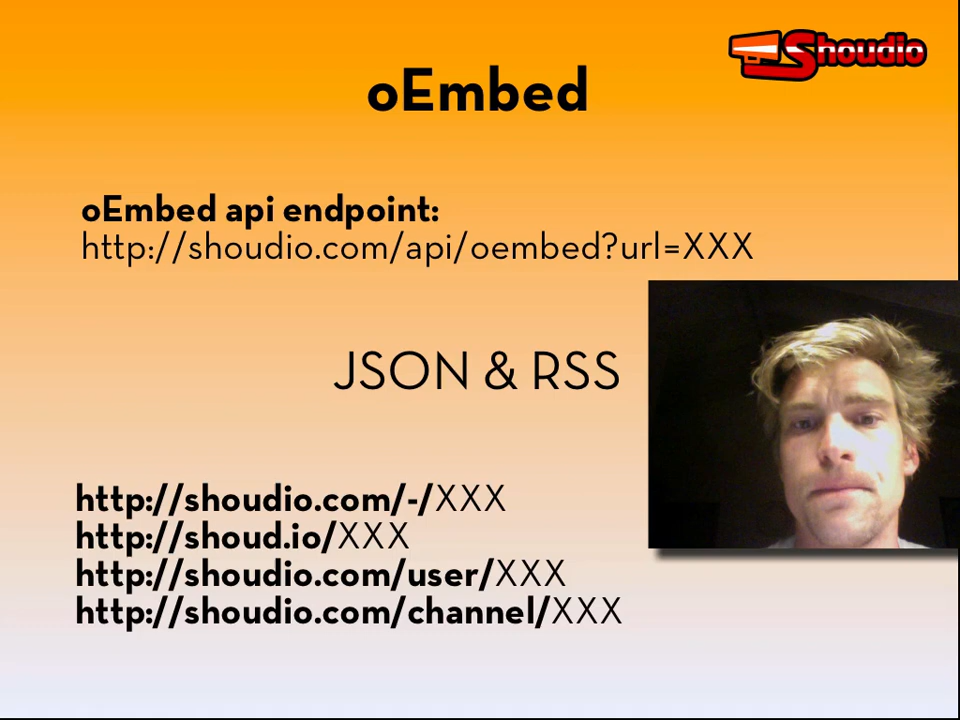 Shoudio
oEmbed
oEmbed api endpoint:
http://shoudio.com/api/oembed?url=XXX
JSON & RSS
http://shoudio.com/-/XXX
http://shoud.io/XXX
http://shoudio.com/user/XXX
http://shoudio.com/channel/XXX